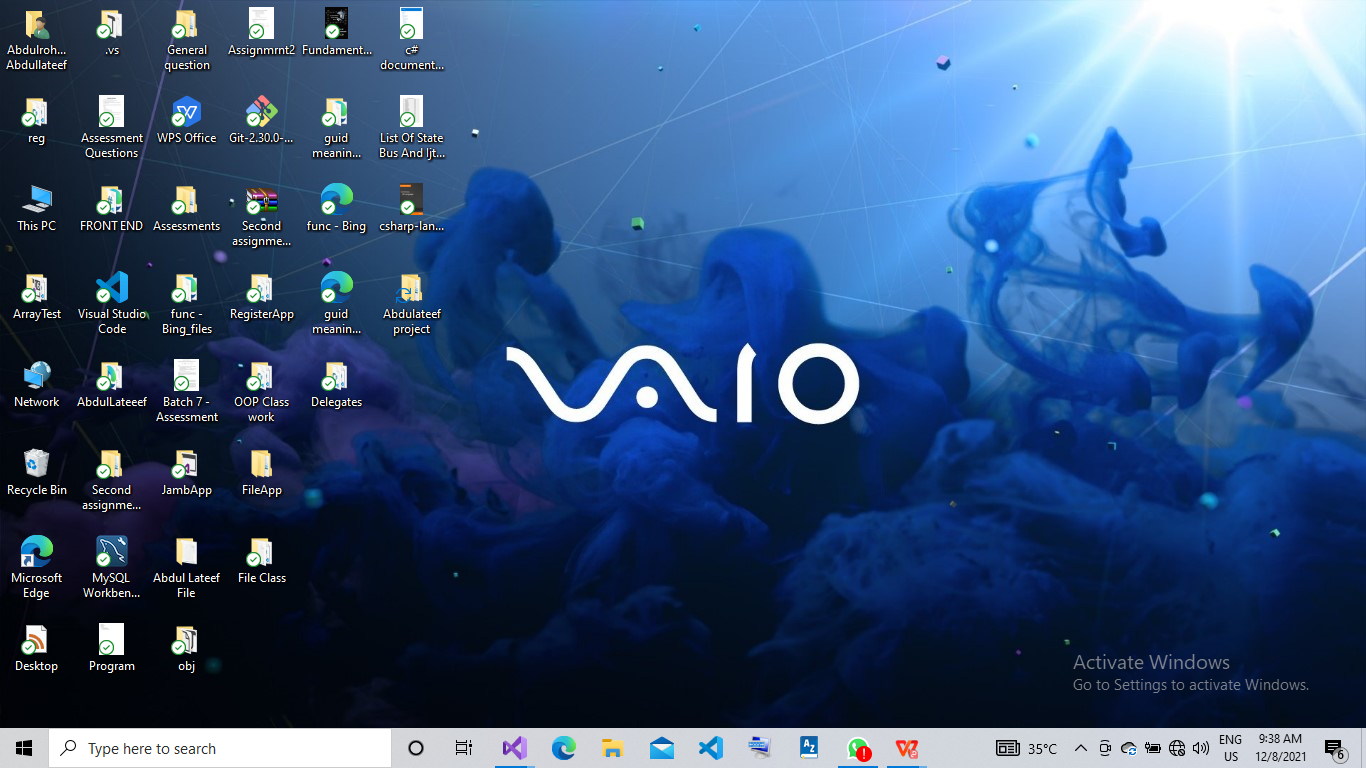 Abdulroh...
Abdullateef
.vs
General
question
Assignmrnt2
Fundament...
c#
document...
reg
Assessment
Questions
WPS Office
Git-2.30.0-...
guid
meanin...
List Of State
Bus And Ijt...
This PC
FRONT END
Assessments
Second
assignme...
func - Bing
csharp-lan...
ArrayTest
Visual Studio
Code
func -
Bing_files
RegisterApp
guid
meanin...
Abdulateef
project
Network
AbdulLateeef
Batch 7 -
Assessment
OOP Class
work
Delegates
Recycle Bin
Second
assignme...
JambApp
FileApp
Microsoft
Edge
MySQL
Workben...
Abdul Lateef
File
File Class
Desktop
Program
obj
VAIO
Activate Windows
Go to Settings to activate Windows.
Type here to search
35°C
ENG
US
9:38 AM
12/8/2021
6